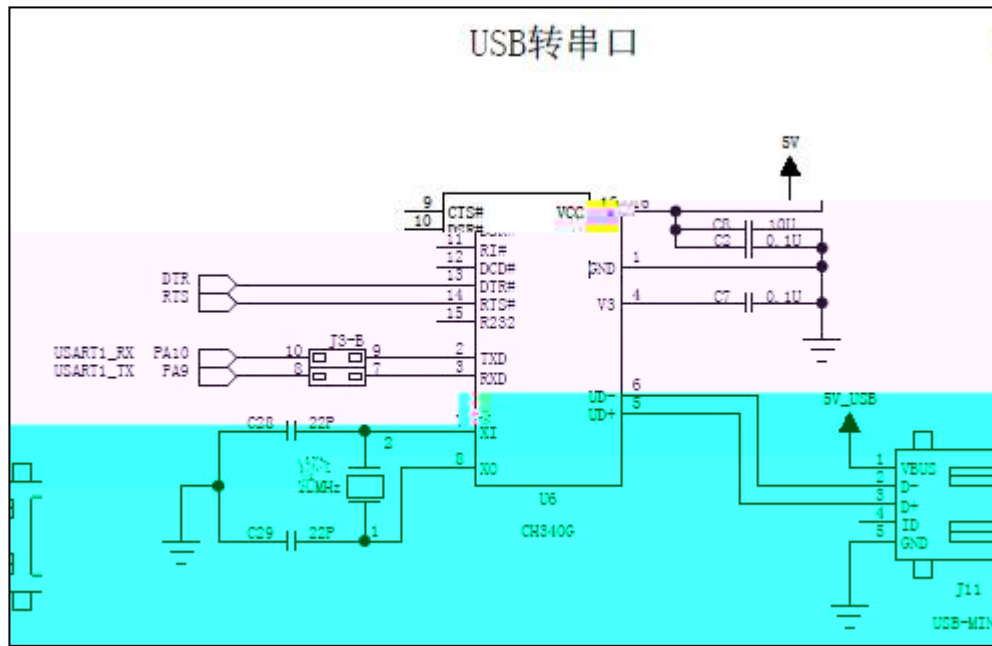 USB转串口
5V
9 CTS# VCC
10
C8 10U
11 RI# C2 0.1U
12 DCD# GND 1
DTR 13 DTR#
RTS 14 RTS# V3 4 C7 0.1U
15 R232
J3-B
USART1_RX PA10 10 9 2 TXD
USART1_TX PA9 8 7 3 RXD
UD- 6
UD+ 5
5V_USB
C28 22P 2 XI
8 XO
1 VBUS
2 D-
3 D+
4 ID
5 GND
U6
CH340G
C29 22P 1
J11
USB-MIN